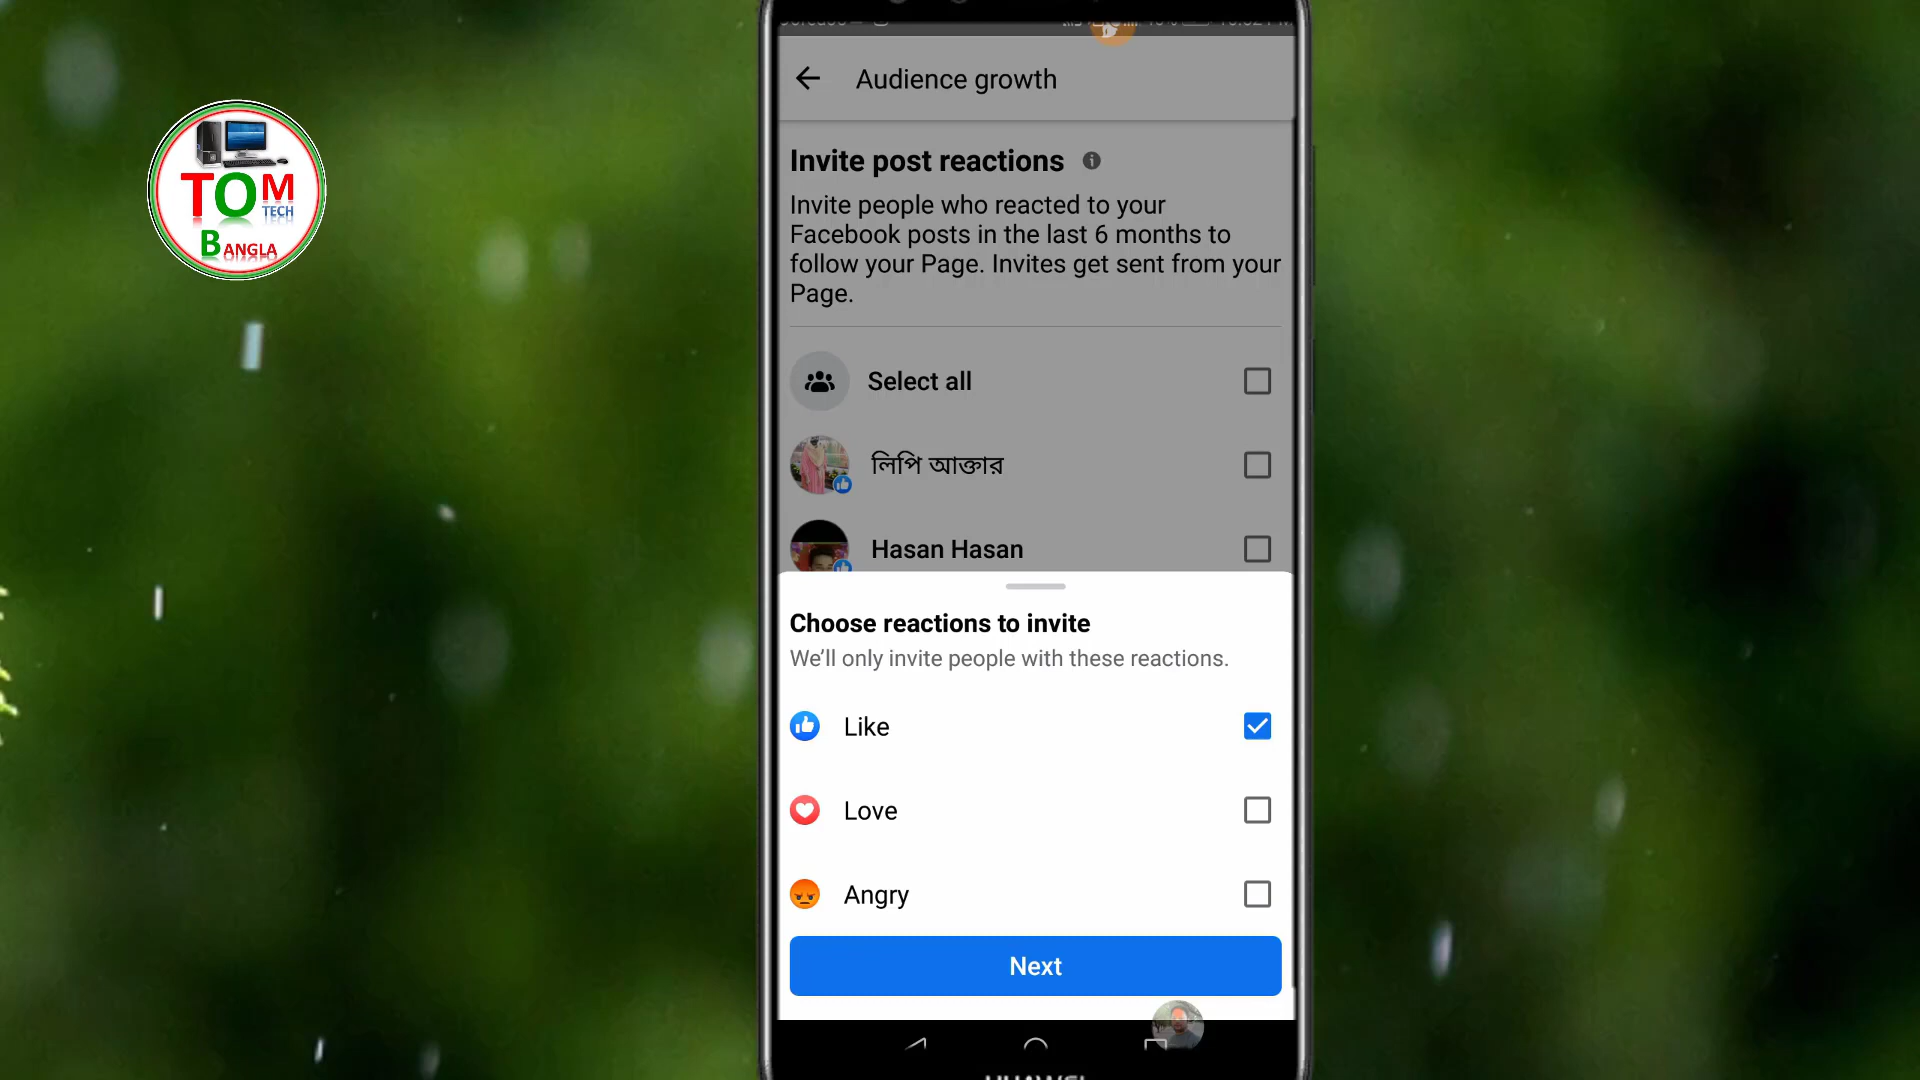 TOM
TECH
BANGLA
Audience growth
Invite post reactions
Invite people who reacted to your
Facebook posts in the last 6 months to
follow your Page. Invites get sent from your
Page.
Select all
লিপি আক্তার
Hasan Hasan
Choose reactions to invite
We’ll only invite people with these reactions.
Like
Love
Angry
Next
HUAWEI